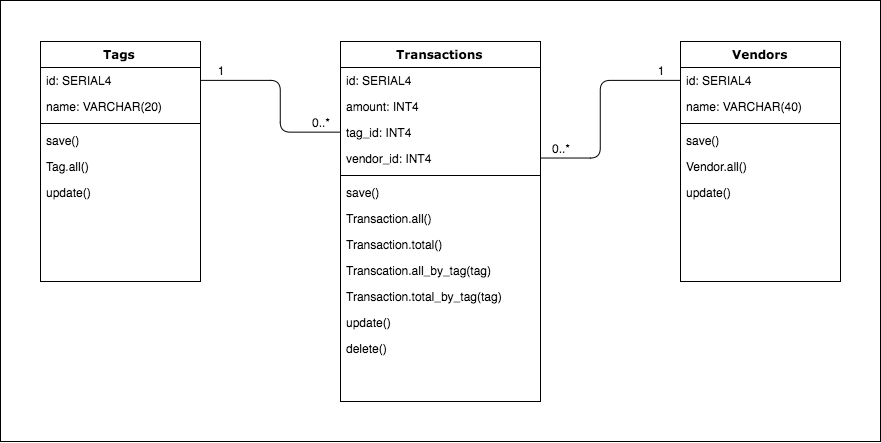 Tags
id: SERIAL4
name: VARCHAR(20)
save()
Tag.all()
update()
1
0..*
Transactions
id: SERIAL4
amount: INT4
tag_id: INT4
vendor_id: INT4
save()
Transaction.all()
Transaction.total()
Transcation.all_by_tag(tag)
Transaction.total_by_tag(tag)
update()
delete()
0..*
1
Vendors
id: SERIAL4
name: VARCHAR(40)
save()
Vendor.all()
update()